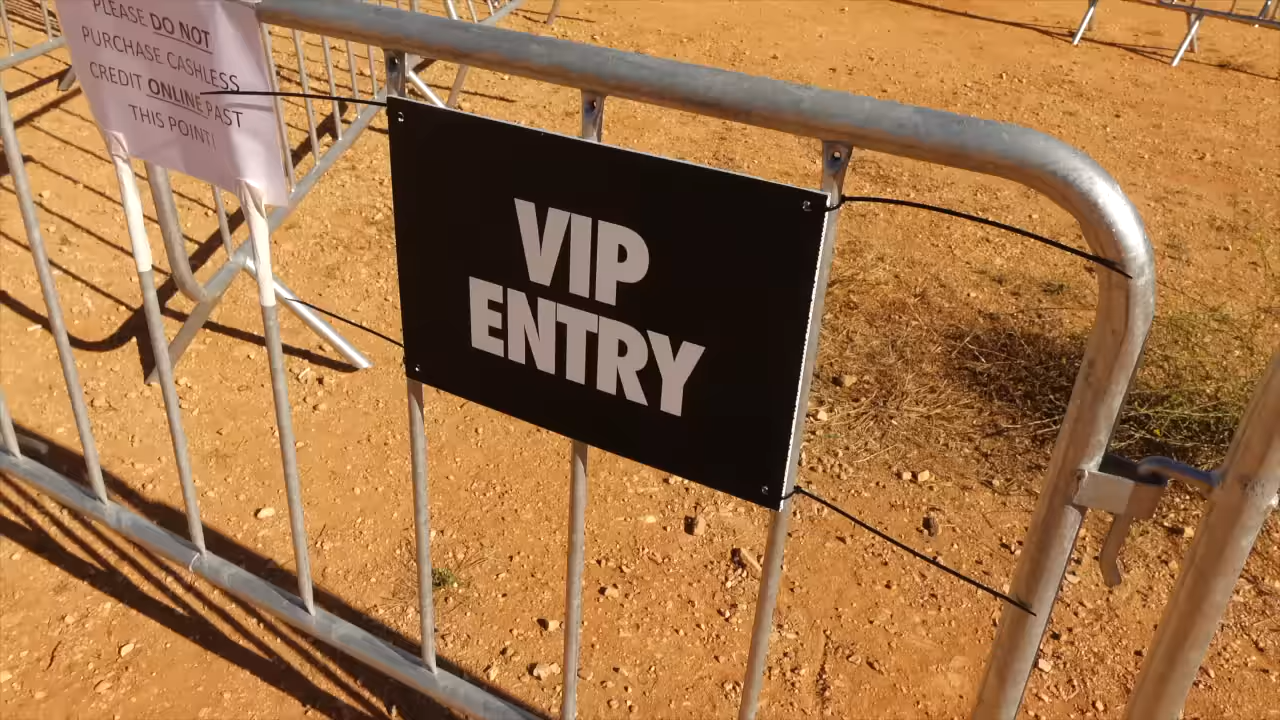 PLEASE DO NOT
PURCHASE CASHLESS
CREDIT ONLINE PAST
THIS POINT!
VIP
ENTRY